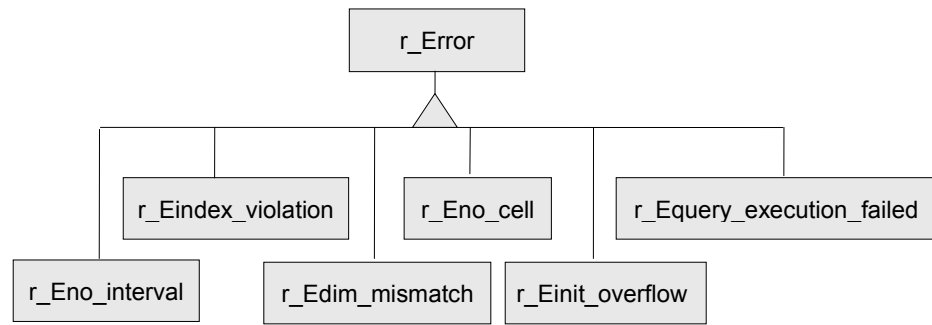 r_Error
r_Eindex_violation
r_Eno_cell
r_Equery_execution_failed
r_Eno_interval
r_Edim_mismatch
r_Einit_overflow